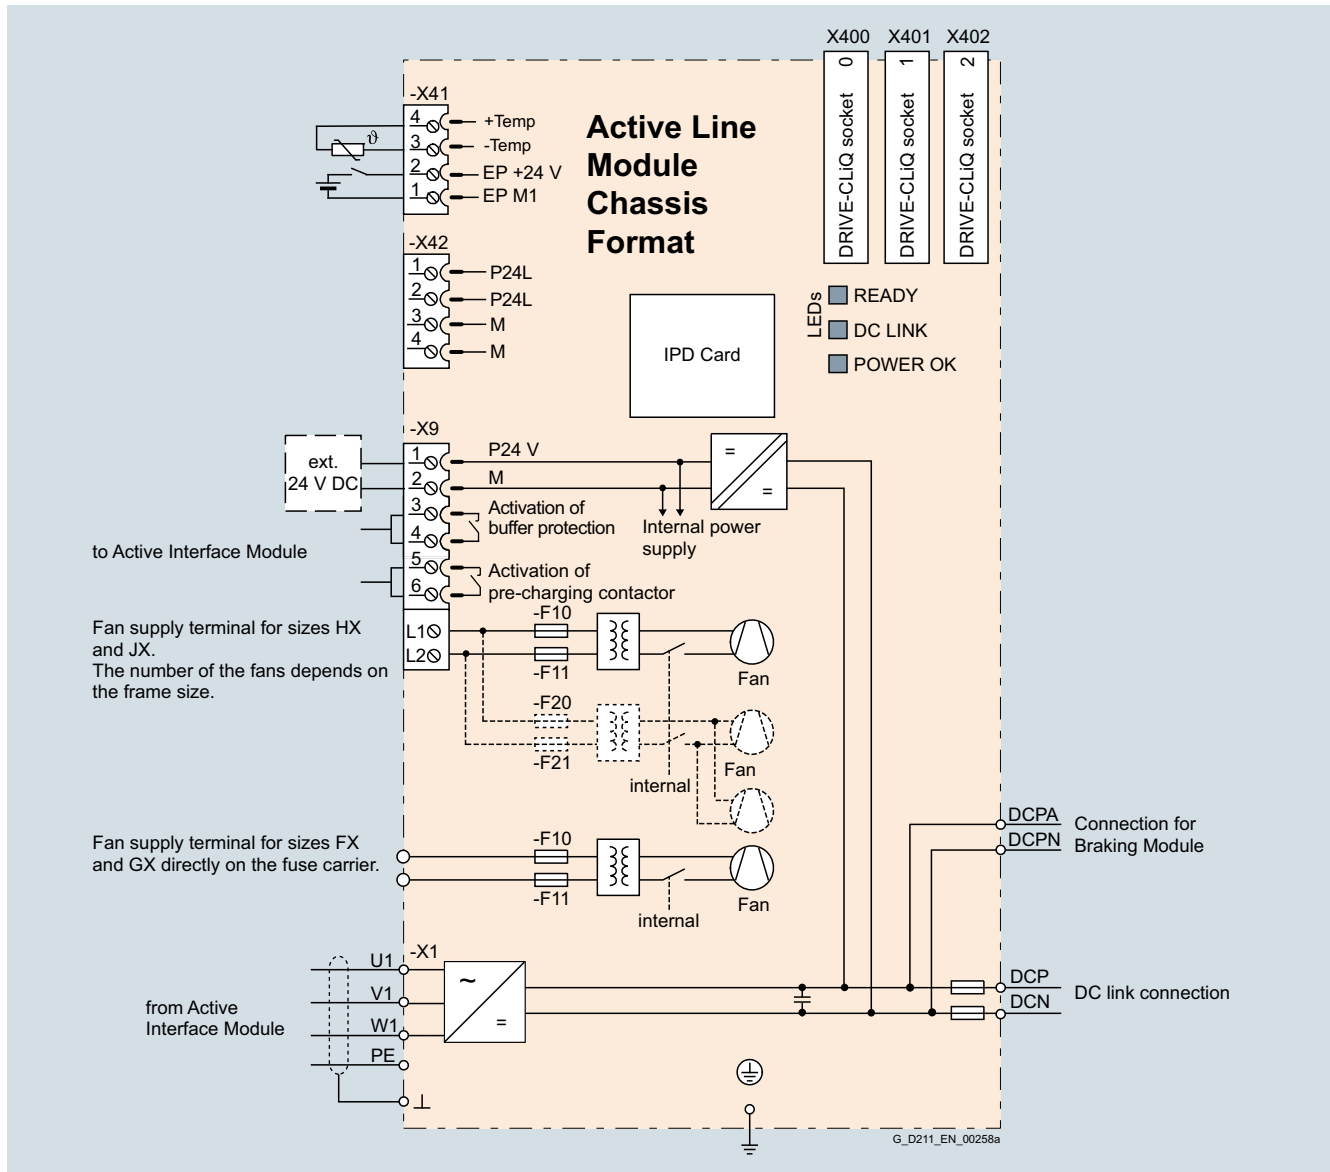 X400 X401 X402
DRIVE-CLiQ socket 0
DRIVE-CLiQ socket 1
DRIVE-CLiQ socket 2
Active Line
Module
Chassis
Format
-X41
4 +Temp
3 -Temp
2 EP +24 V
1 EP M1
ϑ
-X42
1 P24L
2 P24L
3 M
4 M
LEDs
READY
DC LINK
POWER OK
IPD Card
-X9
ext.
24 V DC
1 P24 V
2 M
3
4
Activation of
buffer protection
5
6
Activation of
pre-charging contactor
=
=
Internal power
supply
to Active Interface Module
Fan supply terminal for sizes HX
and JX.
The number of the fans depends on
the frame size.
L1
L2
-F10
-F11
Fan
-F20
-F21
Fan
internal
Fan supply terminal for sizes FX
and GX directly on the fuse carrier.
-F10
-F11
Fan
internal
DCPA
DCPN
Connection for
Braking Module
-X1
U1
V1
W1
PE
~
=
from Active
Interface Module
DCP
DCN
DC link connection
G_D211_EN_00258a